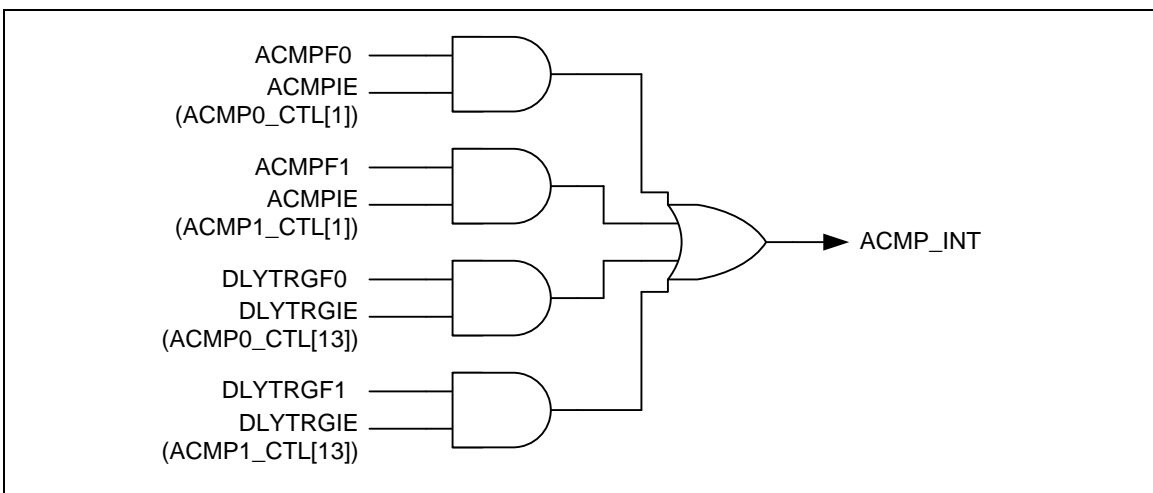 ACMPF0
ACMPIE
(ACMP0_CTL[1])
ACMPF1
ACMPIE
(ACMP1_CTL[1])
DLYTRGF0
DLYTRGIE
(ACMP0_CTL[13])
DLYTRGF1
DLYTRGIE
(ACMP1_CTL[13])
ACMP_INT